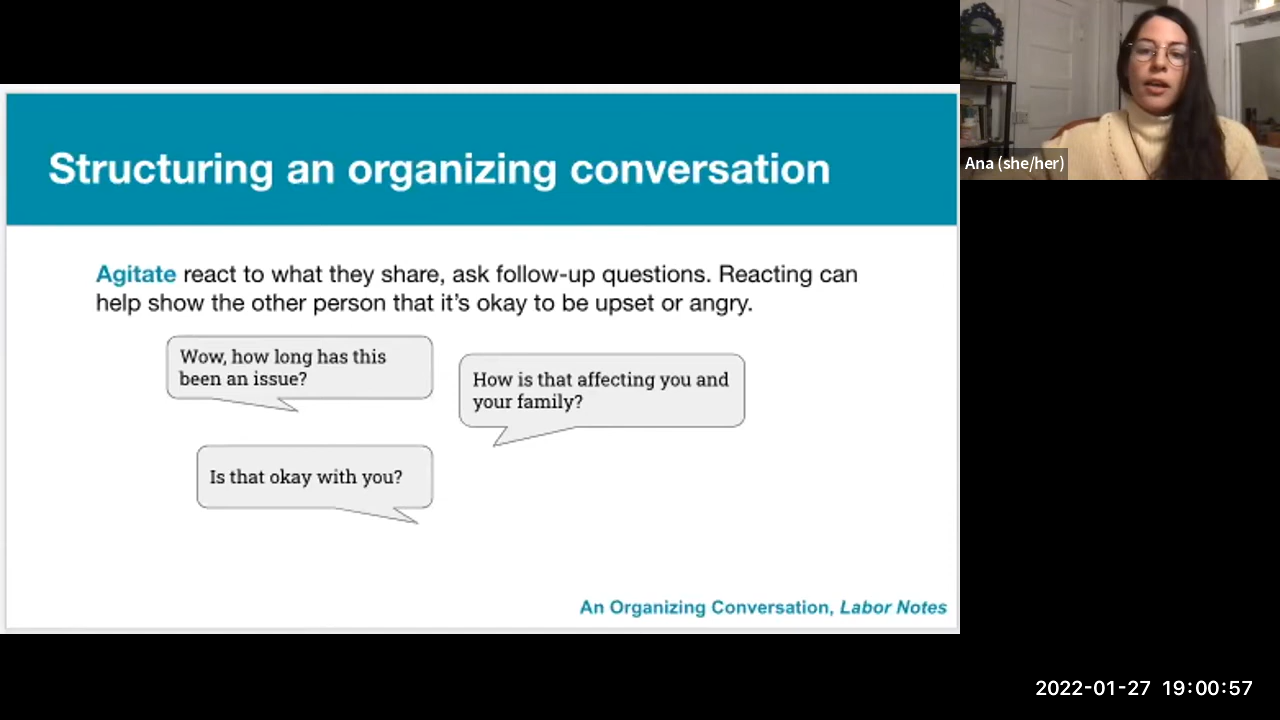 Structuring an organizing conversation
Agitate react to what they share, ask follow-up questions. Reacting can
help show the other person that it's okay to be upset or angry.
Wow, how long has this
been an issue?
How is that affecting you and
your family?
Is that okay with you?
An Organizing Conversation, Labor Notes
Ana (she/her)
2022-01-27 19:00:57